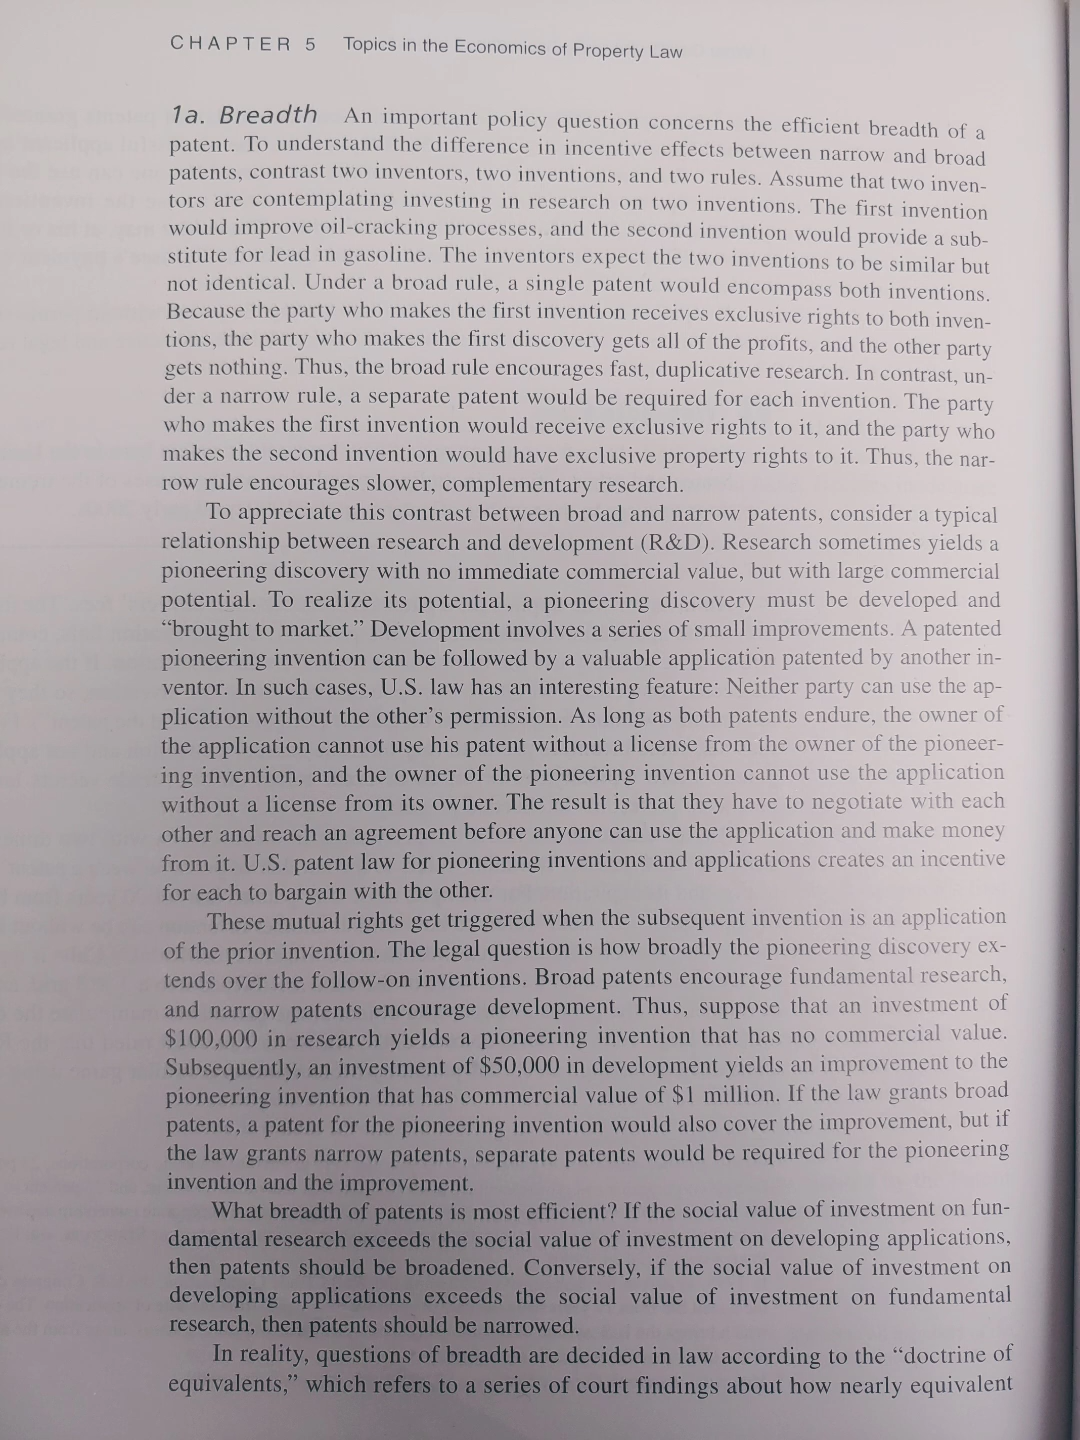 CHAPTER 5 Topics in the Economics of Property Law
1a. Breadth An important policy question concerns the efficient breadth of a
patent. To understand the difference in incentive effects between narrow and broad
patents, contrast two inventors, two inventions, and two rules. Assume that two inven-
tors are contemplating investing in research on two inventions. The first invention
would improve oil-cracking processes, and the second invention would provide a sub-
stitute for lead in gasoline. The inventors expect the two inventions to be similar but
not identical. Under a broad rule, a single patent would encompass both inventions.
Because the party who makes the first invention receives exclusive rights to both inven-
tions, the party who makes the first discovery gets all of the profits, and the other party
gets nothing. Thus, the broad rule encourages fast, duplicative research. In contrast, un-
der a narrow rule, a separate patent would be required for each invention. The party
who makes the first invention would receive exclusive rights to it, and the party who
makes the second invention would have exclusive property rights to it. Thus, the nar-
row rule encourages slower, complementary research.
To appreciate this contrast between broad and narrow patents, consider a typical
relationship between research and development (R&D). Research sometimes yields a
pioneering discovery with no immediate commercial value, but with large commercial
potential. To realize its potential, a pioneering discovery must be developed and
“brought to market.” Development involves a series of small improvements. A patented
pioneering invention can be followed by a valuable application patented by another in-
ventor. In such cases, U.S. law has an interesting feature: Neither party can use the ap-
plication without the other’s permission. As long as both patents endure, the owner of
the application cannot use his patent without a license from the owner of the pioneer-
ing invention, and the owner of the pioneering invention cannot use the application
without a license from its owner. The result is that they have to negotiate with each
other and reach an agreement before anyone can use the application and make money
from it. U.S. patent law for pioneering inventions and applications creates an incentive
for each to bargain with the other.
These mutual rights get triggered when the subsequent invention is an application
of the prior invention. The legal question is how broadly the pioneering discovery ex-
tends over the follow-on inventions. Broad patents encourage fundamental research,
and narrow patents encourage development. Thus, suppose that an investment of
$100,000 in research yields a pioneering invention that has no commercial value.
Subsequently, an investment of $50,000 in development yields an improvement to the
pioneering invention that has commercial value of $1 million. If the law grants broad
patents, a patent for the pioneering invention would also cover the improvement, but if
the law grants narrow patents, separate patents would be required for the pioneering
invention and the improvement.
What breadth of patents is most efficient? If the social value of investment on fun-
damental research exceeds the social value of investment on developing applications,
then patents should be broadened. Conversely, if the social value of investment on
developing applications exceeds the social value of investment on fundamental
research, then patents should be narrowed.
In reality, questions of breadth are decided in law according to the “doctrine of
equivalents,” which refers to a series of court findings about how nearly equivalent